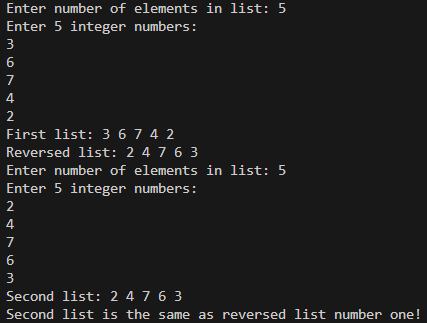 Enter number of elements in list: 5
Enter 5 integer numbers:
3
6
7
4
2
First list: 3 6 7 4 2
Reversed list: 2 4 7 6 3
Enter number of elements in list: 5
Enter 5 integer numbers:
2
4
7
6
3
Second list: 2 4 7 6 3
Second list is the same as reversed list number one!